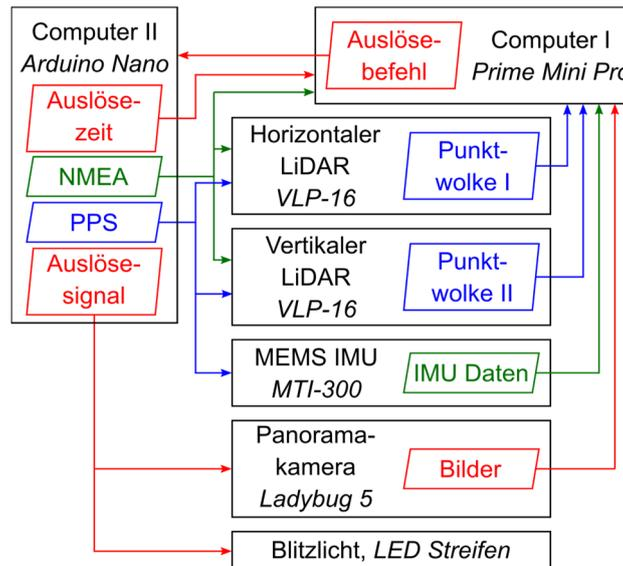 Computer II
Arduino Nano
Auslöse-
zeit
NMEA
PPS
Auslöse-
signal
Auslöse-
befehl
Computer I
Prime Mini Pro
Horizontaler
LiDAR
VLP-16
Punkt-
wolke I
Vertikaler
LiDAR
VLP-16
Punkt-
wolke II
MEMS IMU
MTI-300
IMU Daten
Panorama-
kamera
Ladybug 5
Bilder
Blitzlicht, LED Streifen